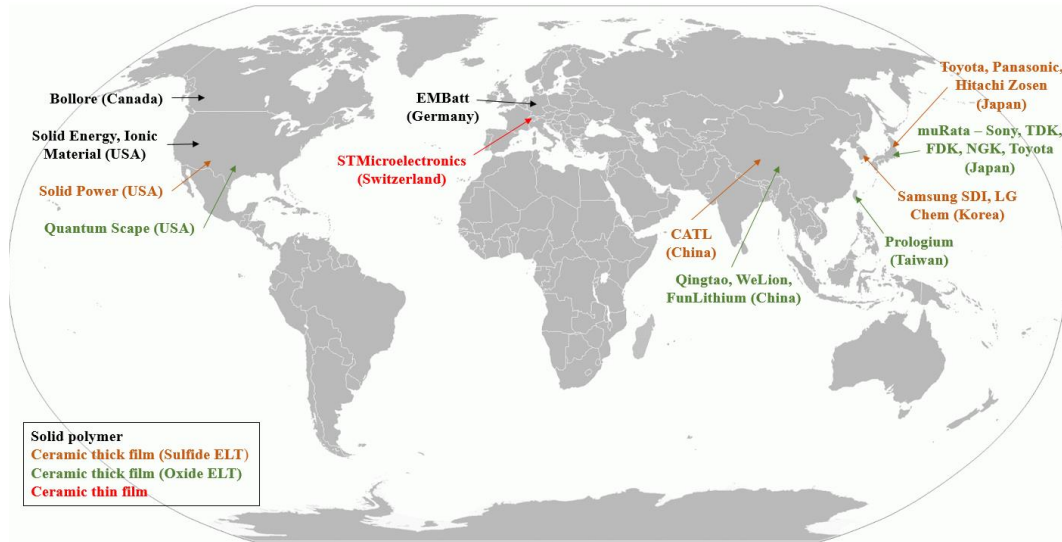 Bollore (Canada)
Solid Energy, Ionic
Material (USA)
Solid Power (USA)
Quantum Scape (USA)
EMBatt
(Germany)
STMicroelectronics
(Switzerland)
Toyota, Panasonic,
Hitachi Zosen
(Japan)
muRata – Sony, TDK,
FDK, NGK, Toyota
(Japan)
Samsung SDI, LG
Chem (Korea)
CATL
(China)
Prologium
(Taiwan)
Qingtao, WeLion,
FunLithium (China)
Solid polymer
Ceramic thick film (Sulfide ELT)
Ceramic thick film (Oxide ELT)
Ceramic thin film